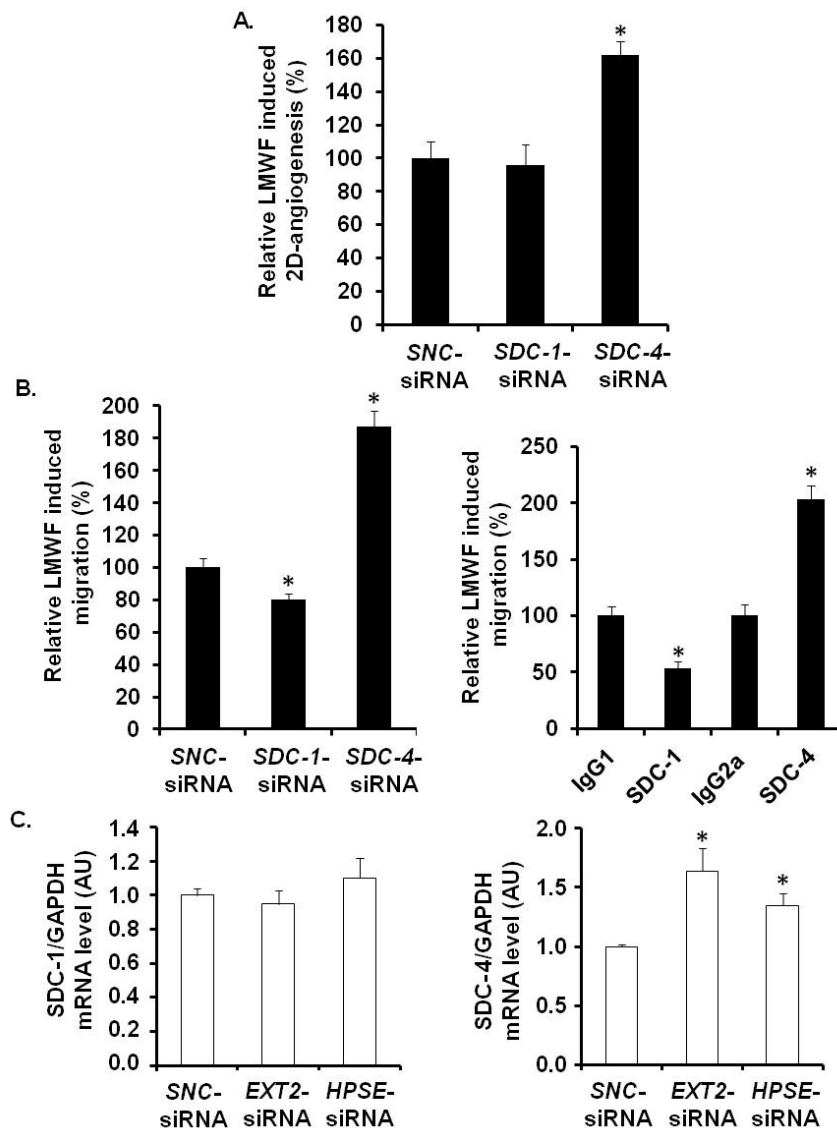 A.
Relative LMWF induced
2D-angiogenesis (%)
180
160
140
120
100
80
60
40
20
0
*
SNC-
siRNA
SDC-1-
siRNA
SDC-4-
siRNA
B.
Relative LMWF induced
migration (%)
200
180
160
140
120
100
80
60
40
20
0
*
*
SNC-
siRNA
SDC-1-
siRNA
SDC-4-
siRNA
Relative LMWF induced
migration (%)
250
200
150
100
50
0
*
*
IgG1
SDC-1
IgG2a
SDC-4
C.
SDC-1/GAPDH
mRNA level (AU)
1.4
1.2
1.0
0.8
0.6
0.4
0.2
0.0
SNC-
siRNA
EXT2-
siRNA
HPSE-
siRNA
SDC-4/GAPDH
mRNA level (AU)
2.0
1.5
1.0
0.5
0.0
*
*
SNC-
siRNA
EXT2-
siRNA
HPSE-
siRNA